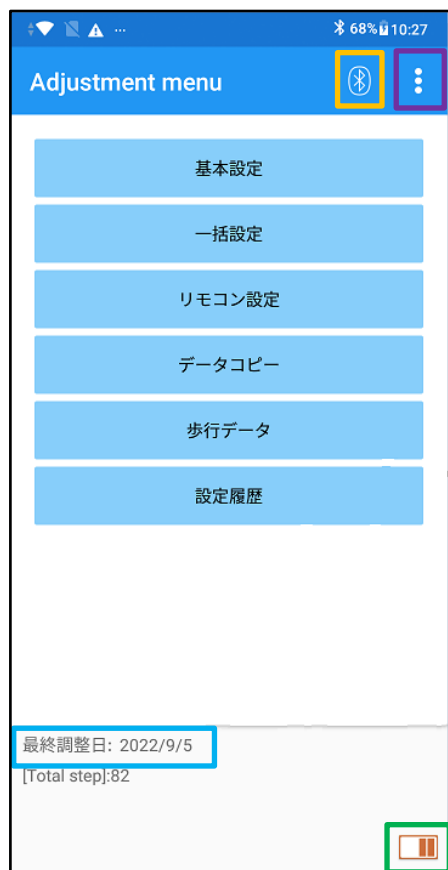 68% 10:27
Adjustment menu
基本設定
一括設定
リモコン設定
データコピー
歩行データ
設定履歴
最終調整日: 2022/9/5
[Total step]:82